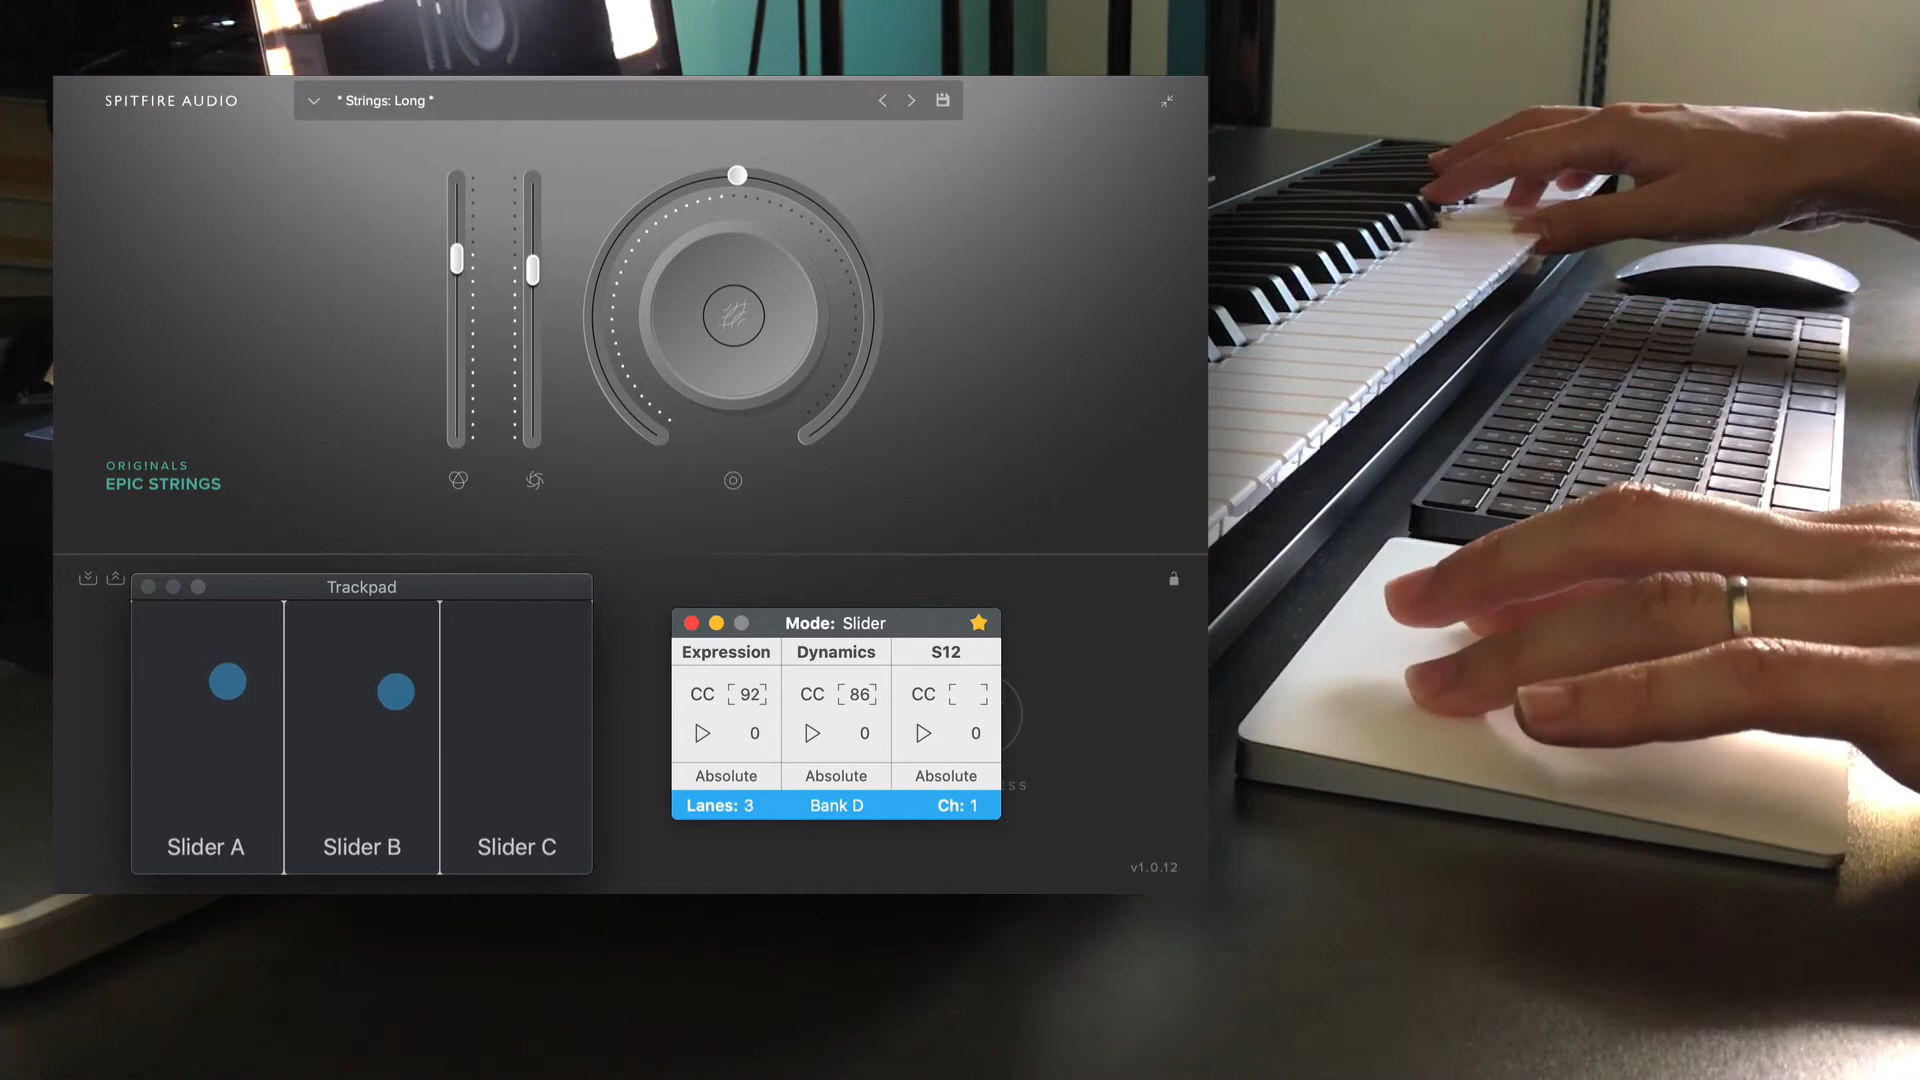 SPITFIRE AUDIO
* Strings: Long *
ORIGINALS
EPIC STRINGS
Trackpad
Slider A
Slider B
Slider C
Mode: Slider
Expression
Dynamics
S12
CC 92
CC 86
CC
0
0
0
Absolute
Absolute
Absolute
Lanes: 3
Bank D
Ch: 1
v1.0.12